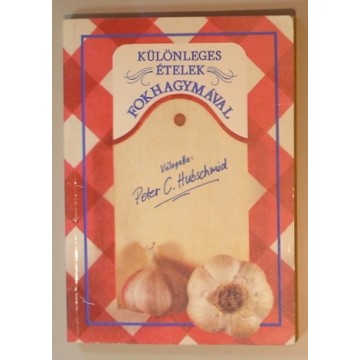 KÜLÖNLEGES
ÉTELEK
FOKHAGYMÁVAL
Válogatta:
Peter C. Hubschmid